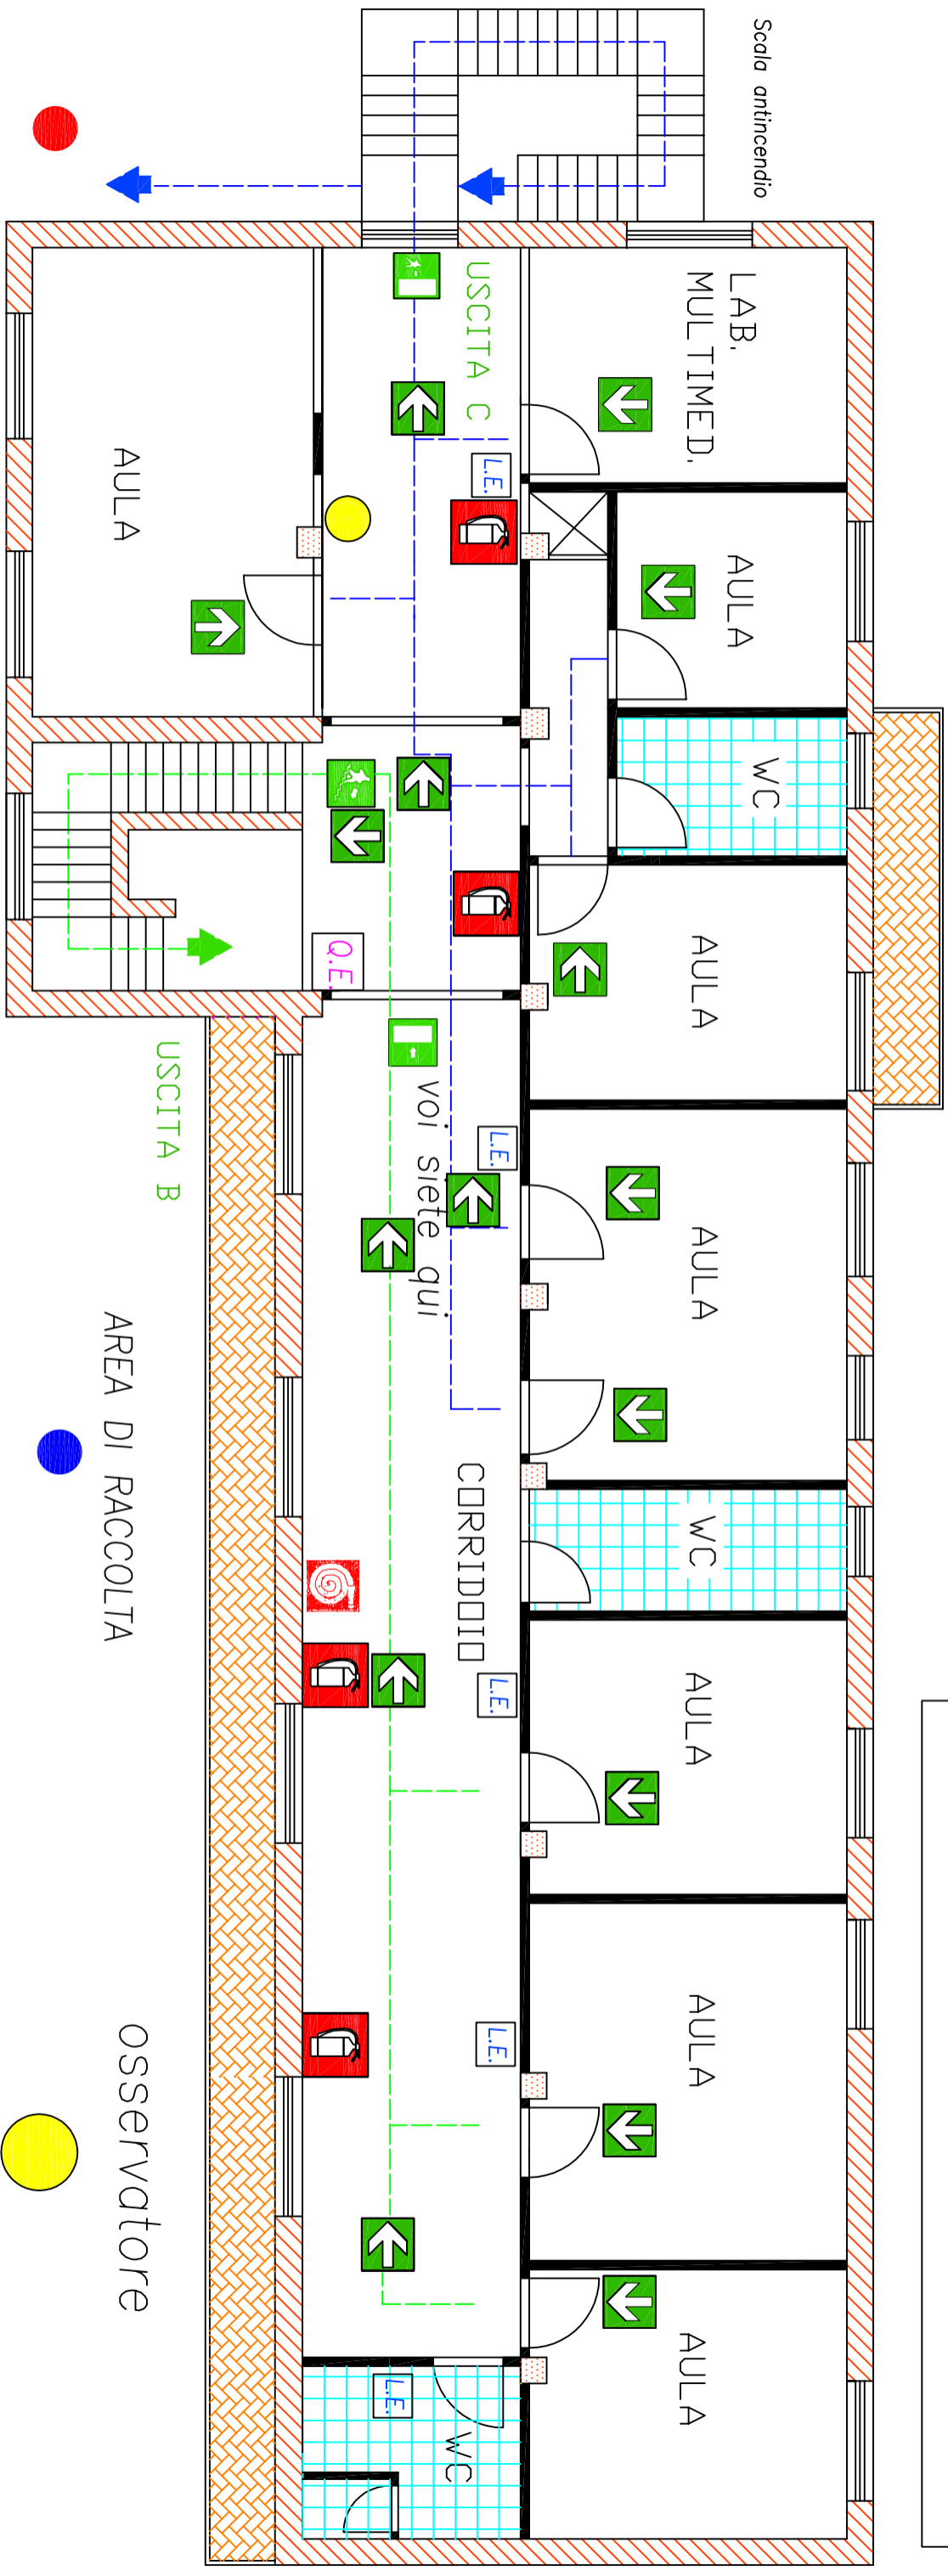 Scala antincendio
LAB.
MULTIMED.
USCITA C
L.E.
AULA
AULA
WC
AULA
Q.E.
USCITA B
voi siete qui
L.E.
AULA
AREA DI RACCOLTA
CORRIDOIO
WC
L.E.
AULA
L.E.
AULA
osservatore
AULA
L.E.
WC